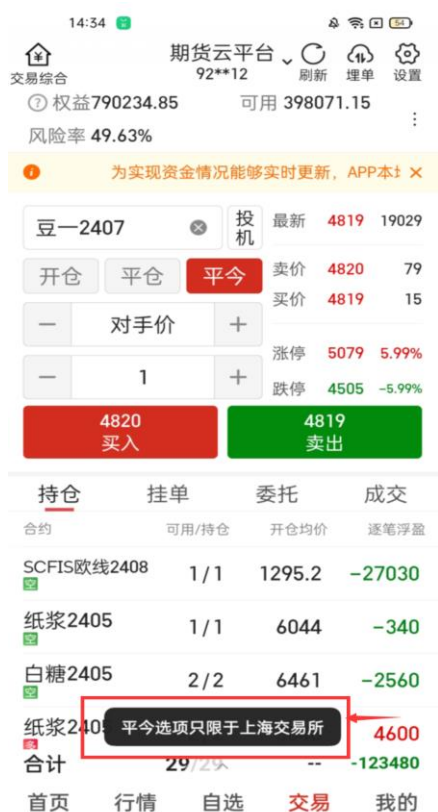 14:34 54
期货云平台
交易综合 92**12 刷新 埋单 设置
权益790234.85 可用 398071.15
风险率 49.63%
为实现资金情况能够实时更新，APP本
豆一2407 投机 最新 4819 19029
开仓 平仓 平今 卖价 4820 79
买价 4819 15
对手价
涨停 5079 5.99%
1
跌停 4505 -5.99%
4820 4819
买入 卖出
持仓 挂单 委托 成交
合约 可用/持仓 开仓均价 逐笔浮盈
SCFIS欧线2408 1/1 1295.2 -27030
空
纸浆2405 1/1 6044 -340
空
白糖2405 2/2 6461 -2560
空
纸浆2405 4600
平今选项只限于上海交易所
合计 29/29 -- -123480
首页 行情 自选 交易 我的